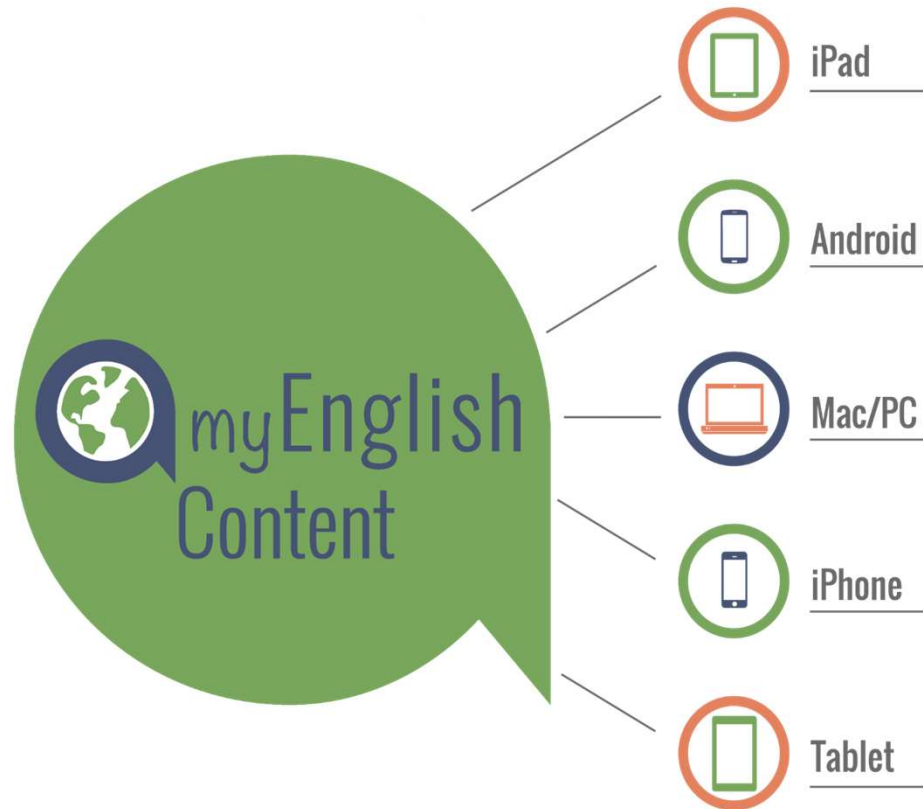 iPad
Android
myEnglish
Content
Mac/PC
iPhone
Tablet